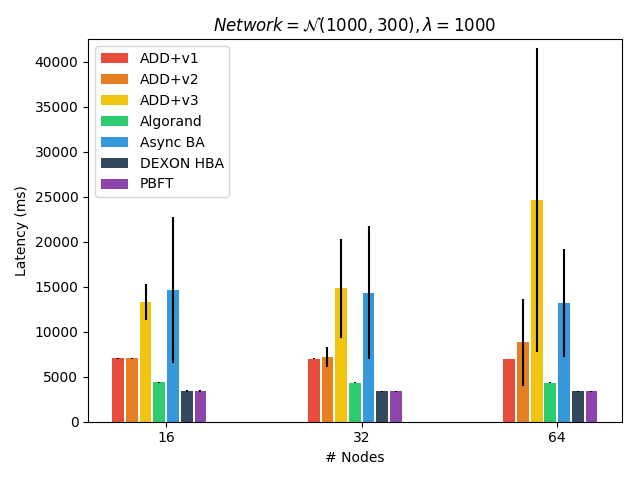 Network = 𝒩(1000, 300), λ = 1000
ADD+v1
ADD+v2
ADD+v3
Algorand
Async BA
DEXON HBA
PBFT
40000
35000
30000
25000
20000
15000
10000
5000
0
Latency (ms)
16 32 64
# Nodes